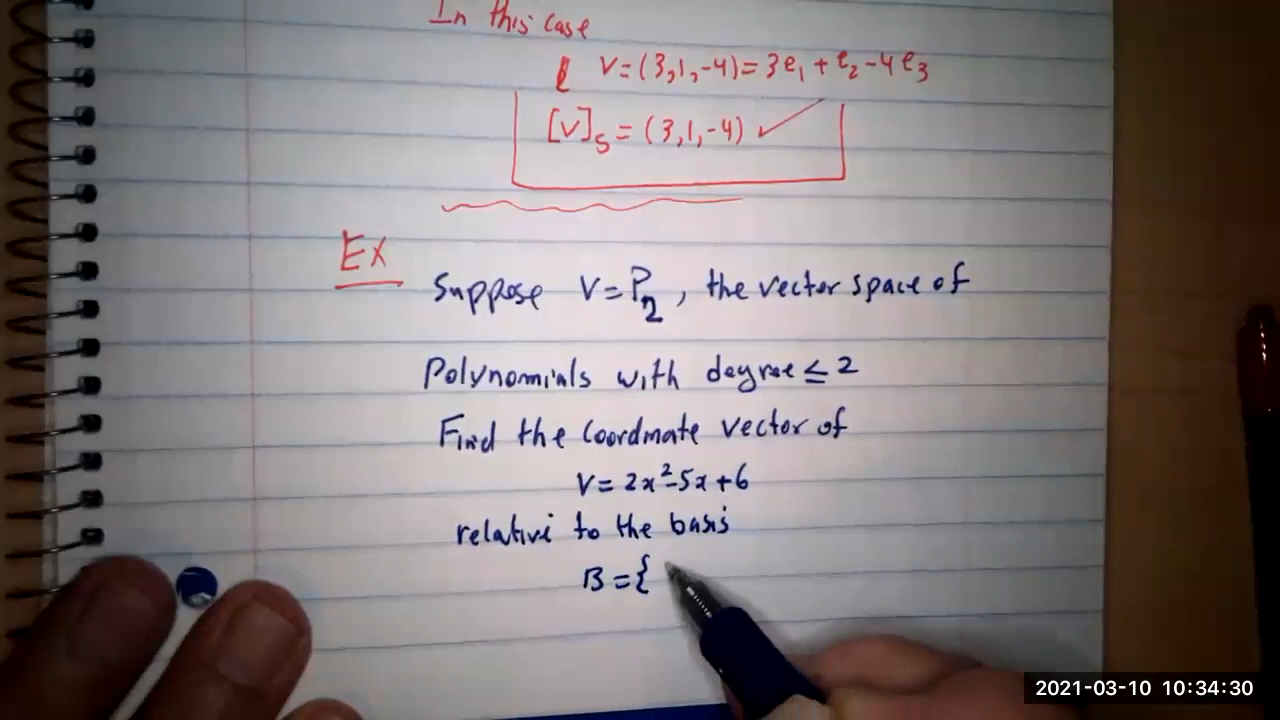 In this case
V=(3,1,-4)=3e₁+e₂-4e₃
[V]ₛ=(3,1,-4) ✓
Ex
Suppose V=P₂, the vector space of
Polynomials with degree ≤ 2
Find the coordinate vector of
V=2x²-5x+6
relative to the basis
B={
2021-03-10 10:34:30